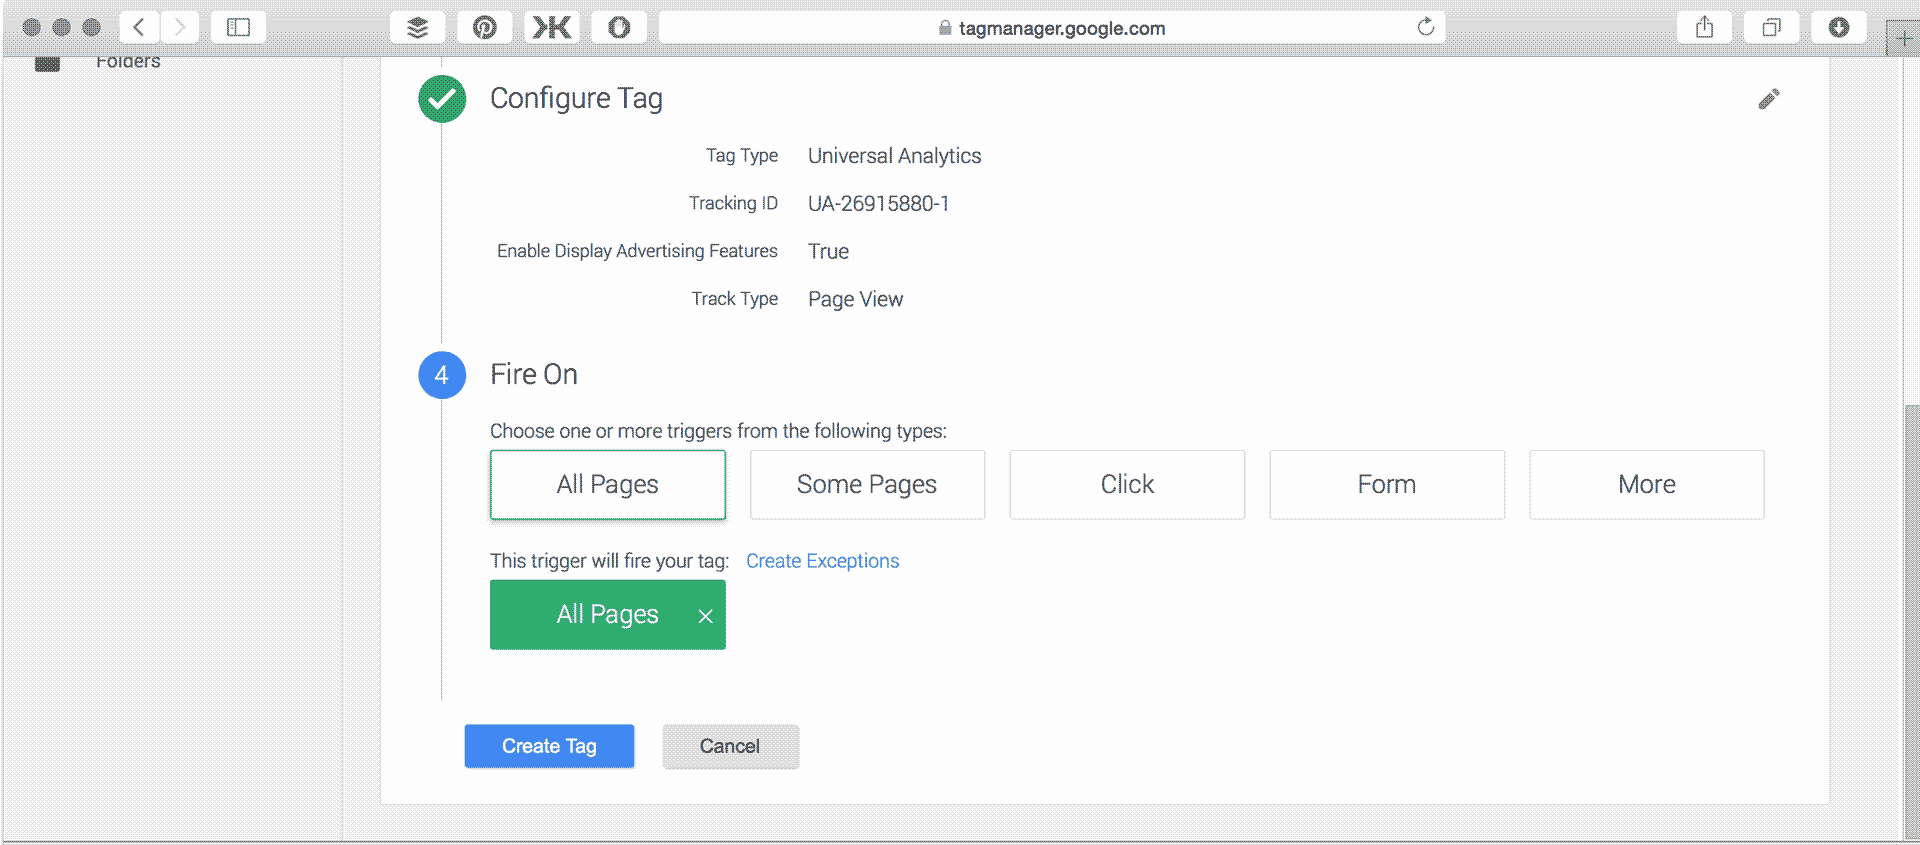 tagmanager.google.com
Folders
Configure Tag
Tag Type Universal Analytics
Tracking ID UA-26915880-1
Enable Display Advertising Features True
Track Type Page View
4 Fire On
Choose one or more triggers from the following types:
All Pages Some Pages Click Form More
This trigger will fire your tag: Create Exceptions
All Pages ×
Create Tag Cancel